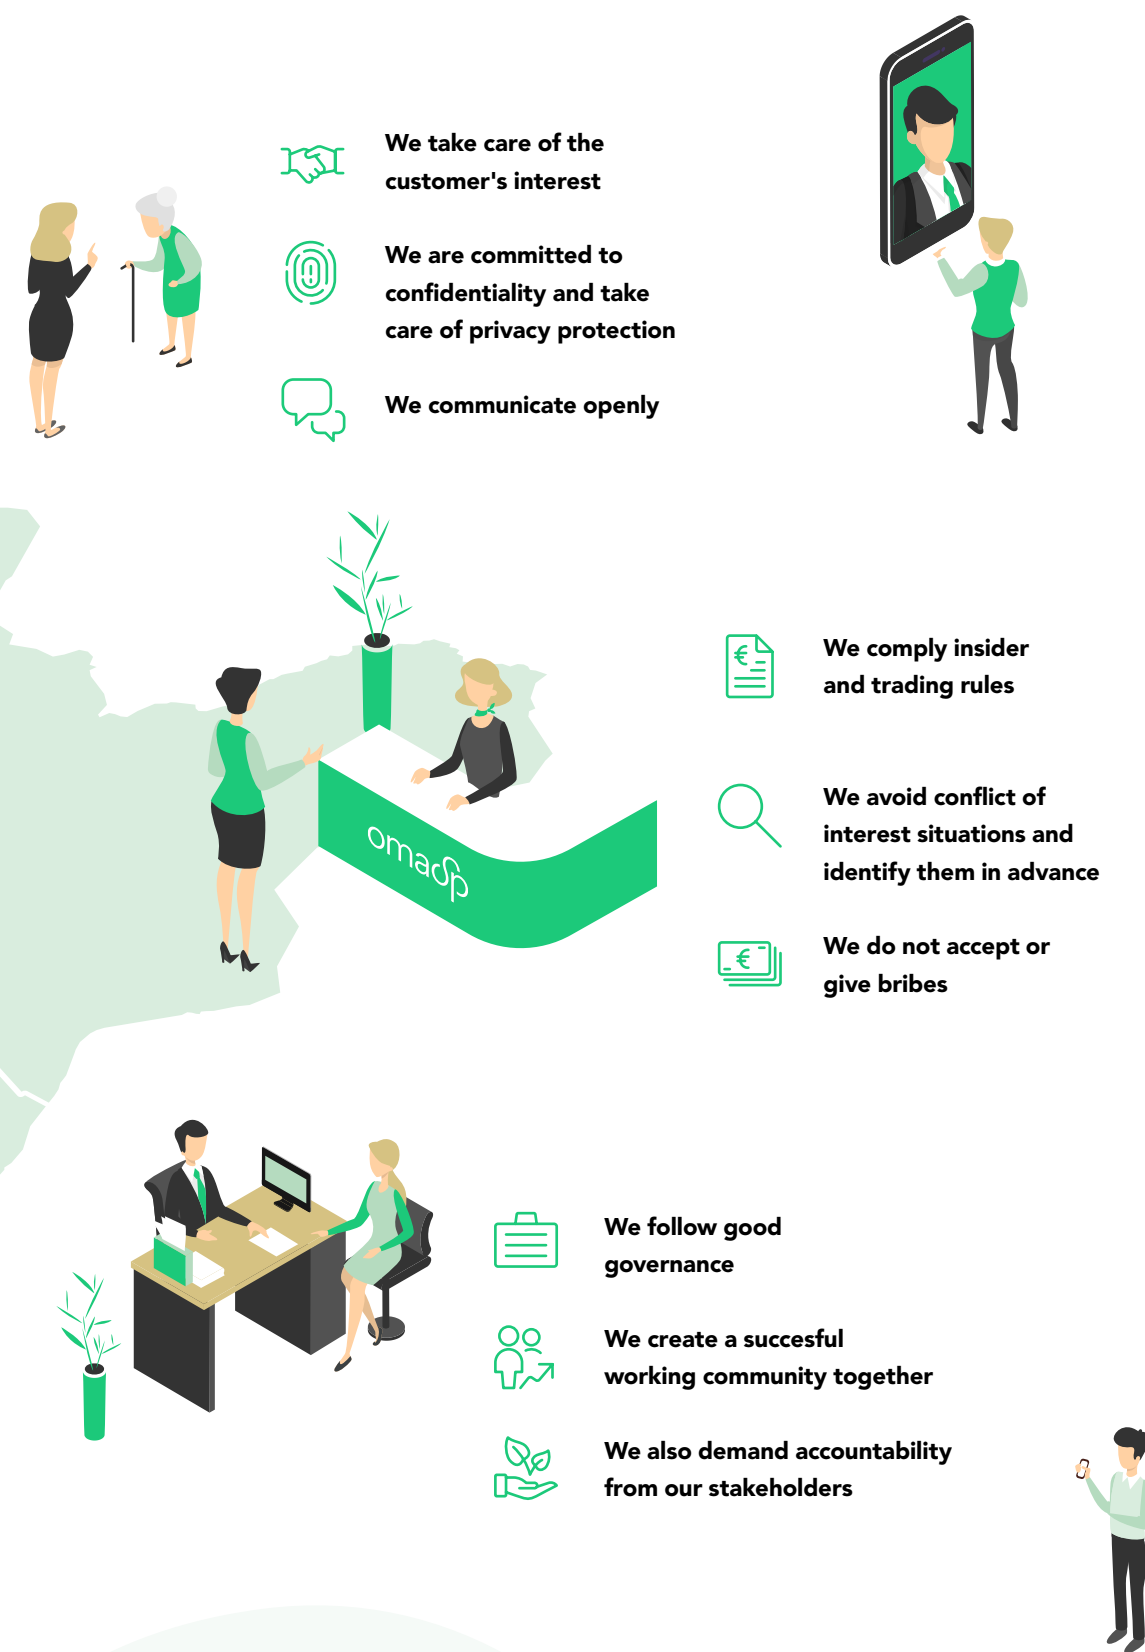 We take care of the
customer's interest
We are committed to
confidentiality and take
care of privacy protection
We communicate openly
omasp
We comply insider
and trading rules
We avoid conflict of
interest situations and
identify them in advance
We do not accept or
give bribes
We follow good
governance
We create a succesful
working community together
We also demand accountability
from our stakeholders